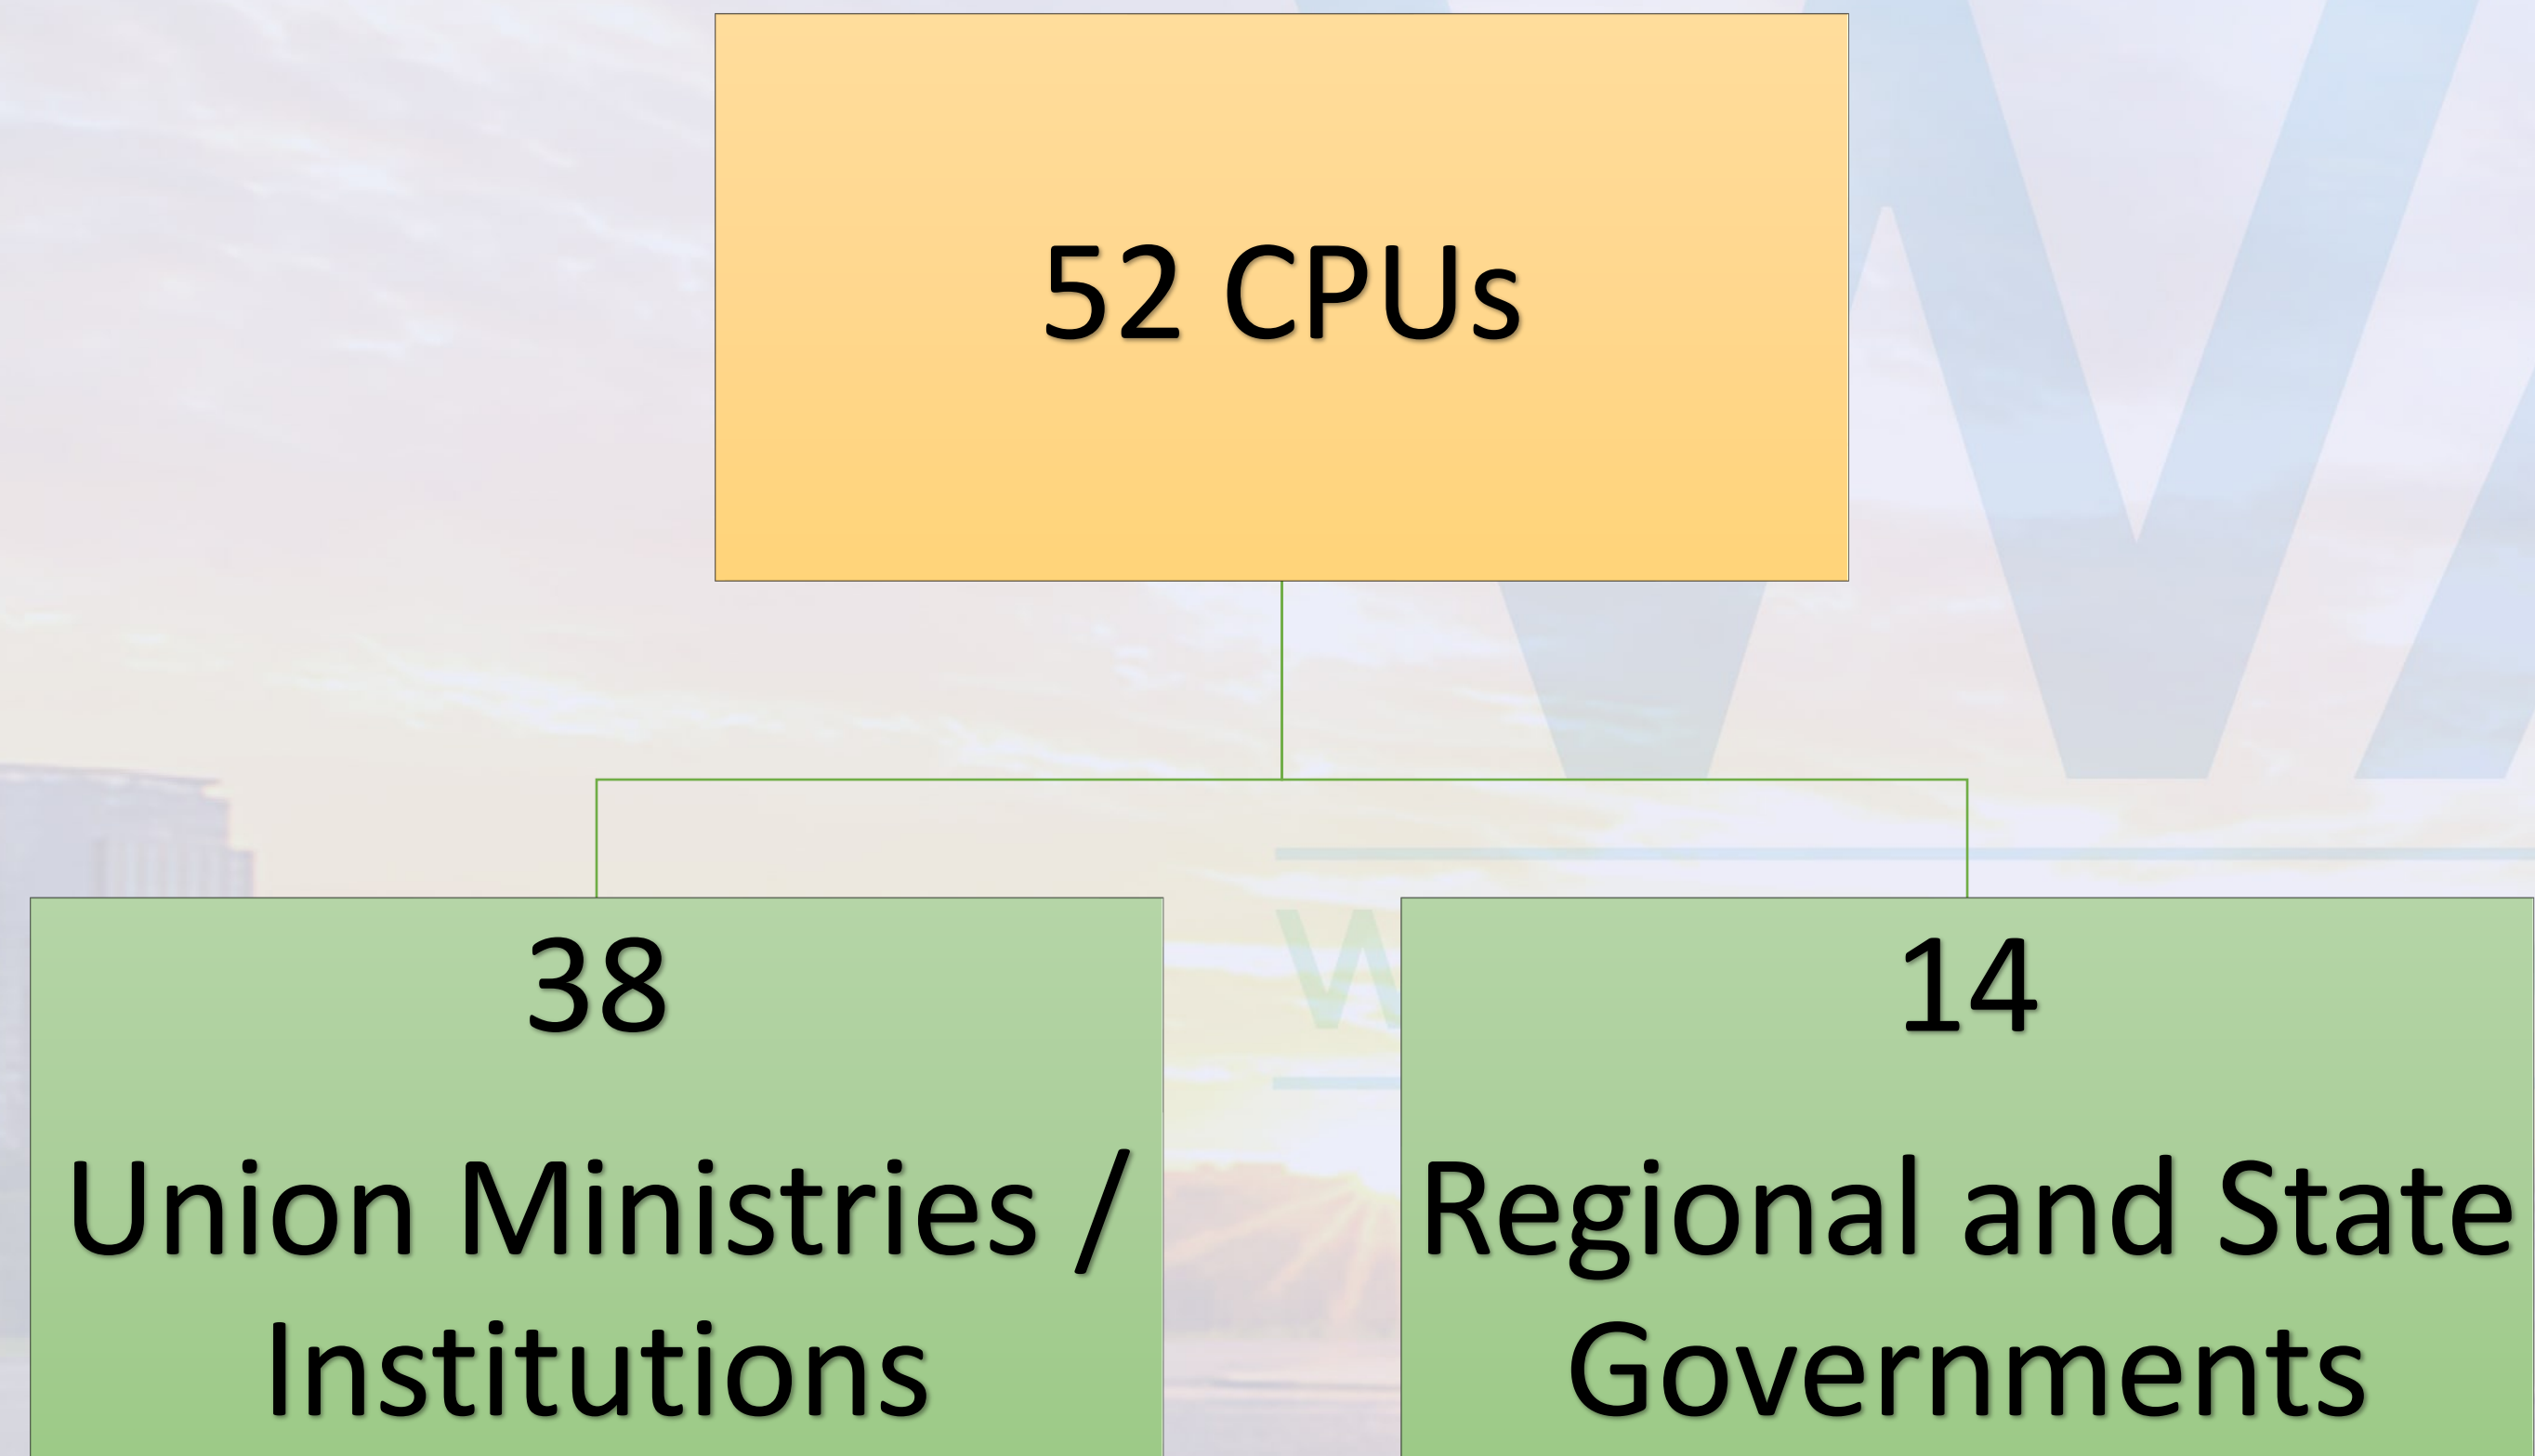 52 CPUs
38
Union Ministries /
Institutions
14
Regional and State
Governments